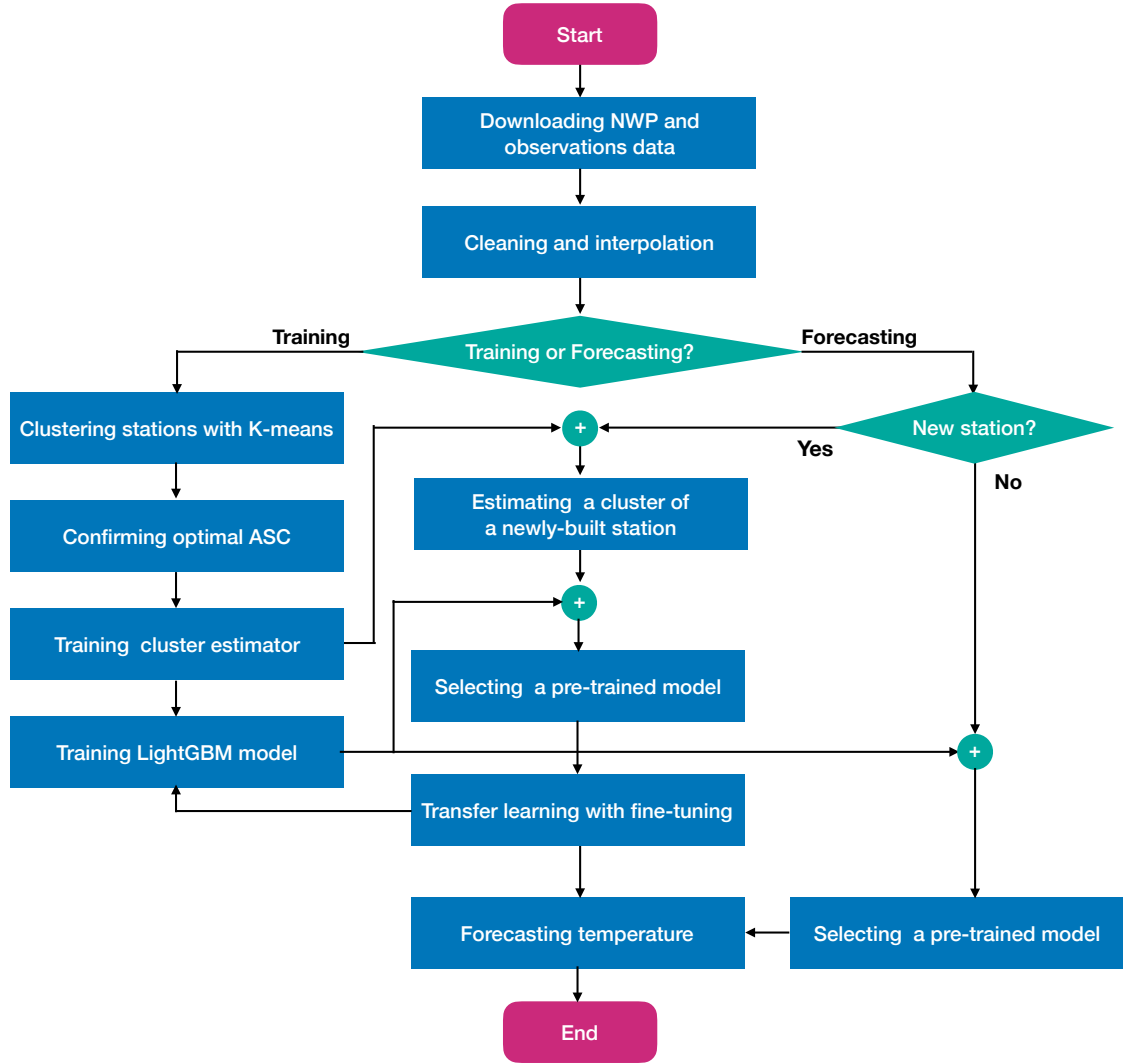 Start
Downloading NWP and
observations data
Cleaning and interpolation
Training
Training or Forecasting?
Forecasting
Clustering stations with K-means
+
Yes
New station?
No
Estimating a cluster of
a newly-built station
Confirming optimal ASC
+
Training cluster estimator
Selecting a pre-trained model
Training LightGBM model
+
Transfer learning with fine-tuning
Forecasting temperature
Selecting a pre-trained model
End